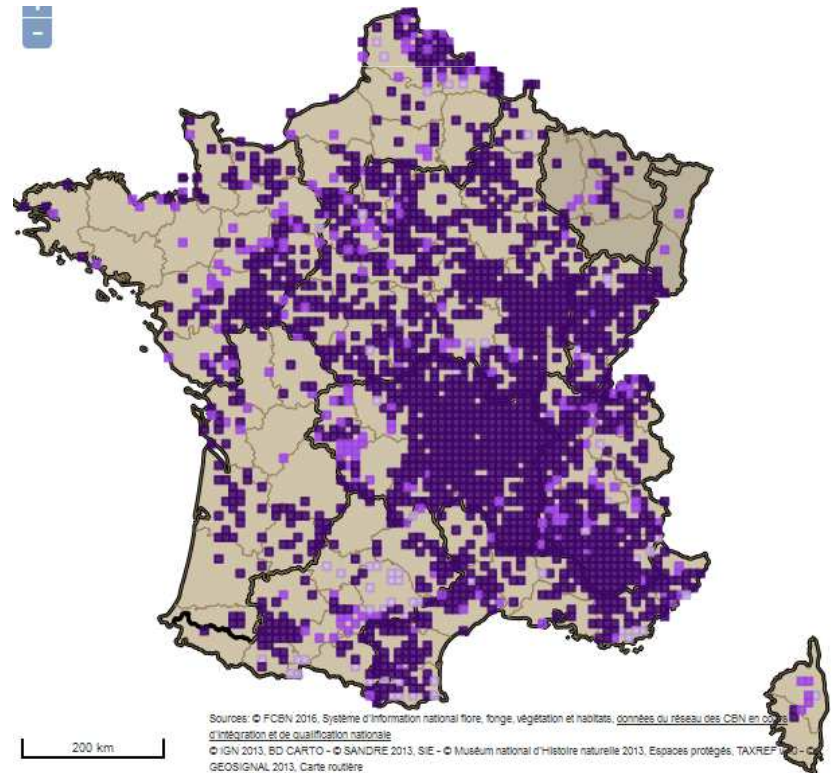 200 km
Sources: © FCBN 2016, Système d'information national flore, fonge, végétation et habitats, données du réseau des CBN en cours
d'intégration et de qualification nationale
© IGN 2013, BD CARTO - © SANDRE 2013, SIE - © Muséum national d'Histoire naturelle 2013, Espaces protégés, TAXREF
GEOSIGNAL 2013, Carte routière